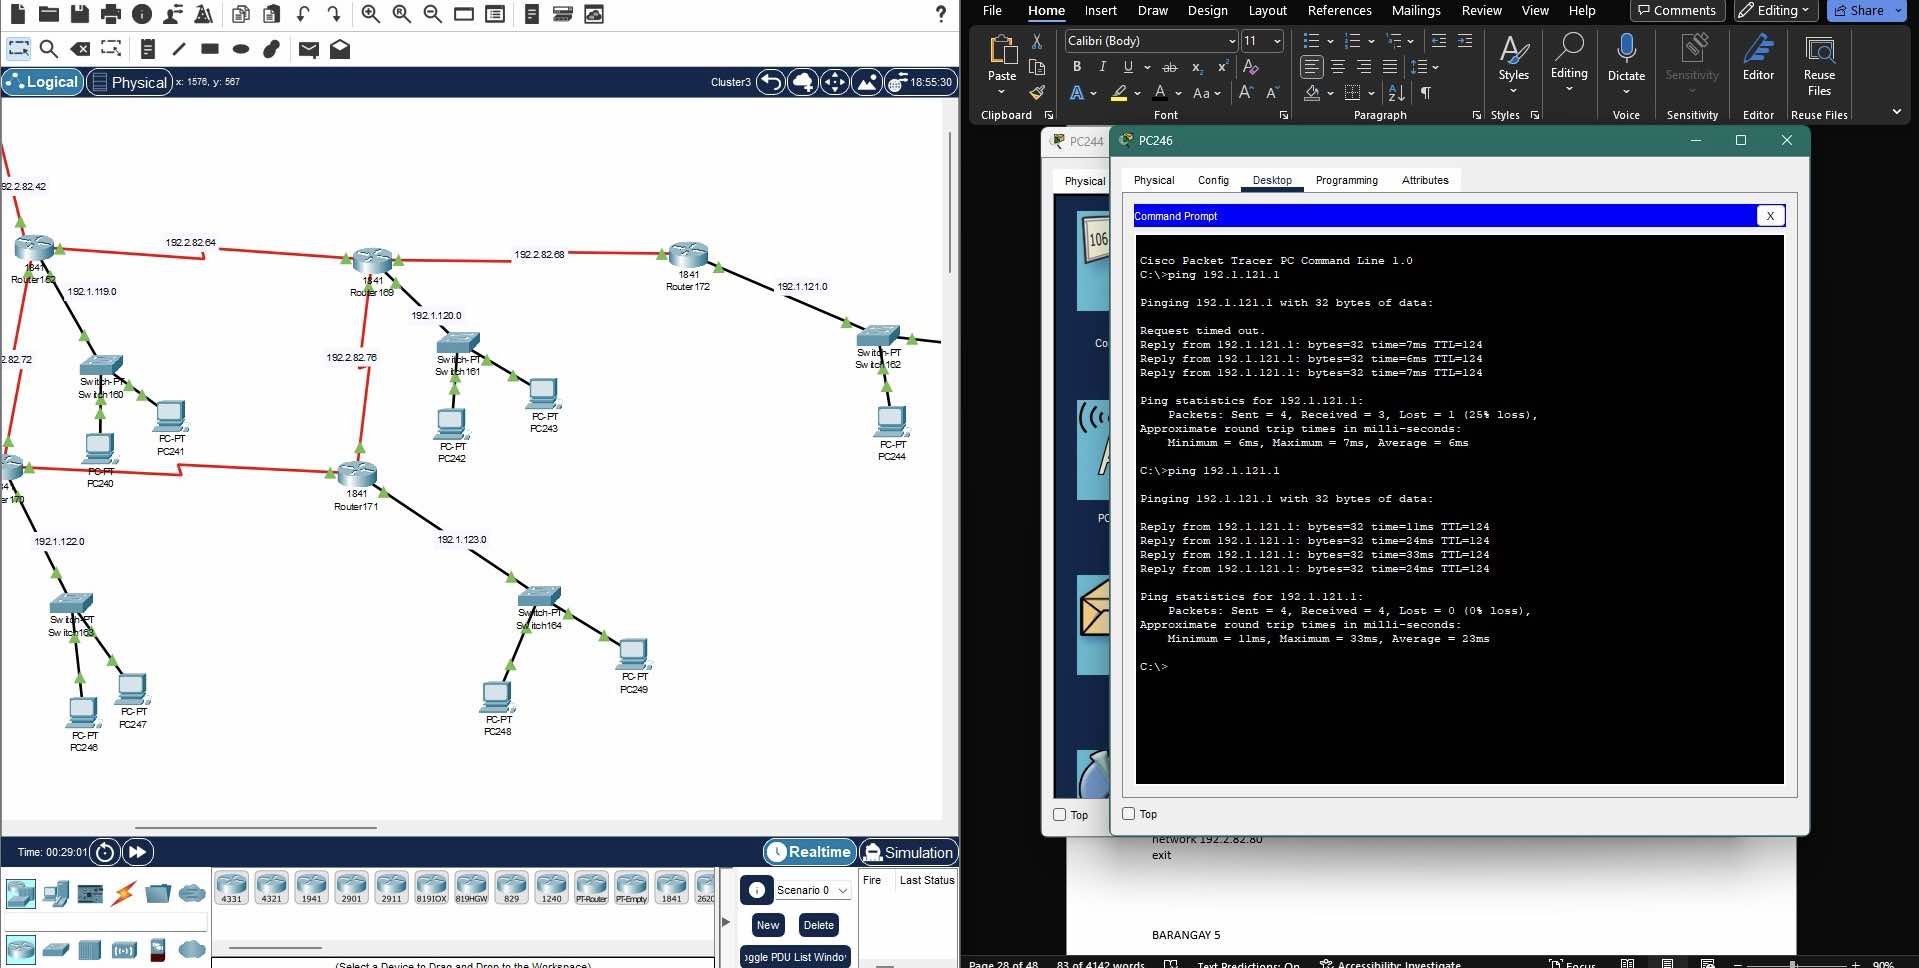 Logical
Physical
x: 1576, y: 567
Cluster3
18:55:30
92.2.82.42
192.2.82.64
192.2.82.68
1841
Router162
1841
Router169
1841
Router172
192.1.119.0
192.1.120.0
192.1.121.0
2.82.72
192.2.82.76
Switch-PT
Switch160
Switch-PT
Switch161
Switch-PT
Switch162
PC-PT
PC241
PC-PT
PC243
PC-PT
PC240
PC-PT
PC242
PC-PT
PC244
er170
1841
Router171
192.1.122.0
192.1.123.0
Switch-PT
Switch163
Switch-PT
Switch164
PC-PT
PC249
PC-PT
PC247
PC-PT
PC246
PC-PT
PC248
Time: 00:29:01
Realtime
Simulation
4331
4321
1941
2901
2911
819IOX
819HGW
829
1240
PT-Router
PT-Empty
1841
262
Scenario 0
Fire
Last Status
New
Delete
oggle PDU List Windo
(Select a Device to Drag and Drop to the Workspace)
File
Home
Insert
Draw
Design
Layout
References
Mailings
Review
View
Help
Comments
Editing
Share
Paste
Calibri (Body)
11
Styles
Editing
Dictate
Sensitivity
Editor
Reuse
Files
Clipboard
Font
Paragraph
Styles
Voice
Sensitivity
Editor
Reuse Files
PC244
Physical
106
Co
PC
Top
PC246
Physical
Config
Desktop
Programming
Attributes
Command Prompt
X
Cisco Packet Tracer PC Command Line 1.0
C:\>ping 192.1.121.1
Pinging 192.1.121.1 with 32 bytes of data:
Request timed out.
Reply from 192.1.121.1: bytes=32 time=7ms TTL=124
Reply from 192.1.121.1: bytes=32 time=6ms TTL=124
Reply from 192.1.121.1: bytes=32 time=7ms TTL=124
Ping statistics for 192.1.121.1:
Packets: Sent = 4, Received = 3, Lost = 1 (25% loss),
Approximate round trip times in milli-seconds:
Minimum = 6ms, Maximum = 7ms, Average = 6ms
C:\>ping 192.1.121.1
Pinging 192.1.121.1 with 32 bytes of data:
Reply from 192.1.121.1: bytes=32 time=11ms TTL=124
Reply from 192.1.121.1: bytes=32 time=24ms TTL=124
Reply from 192.1.121.1: bytes=32 time=33ms TTL=124
Reply from 192.1.121.1: bytes=32 time=24ms TTL=124
Ping statistics for 192.1.121.1:
Packets: Sent = 4, Received = 4, Lost = 0 (0% loss),
Approximate round trip times in milli-seconds:
Minimum = 11ms, Maximum = 33ms, Average = 23ms
C:\>
Top
network 192.2.82.80
exit
BARANGAY 5
Page 28 of 48
83 of 4142 words
Text Predictions: On
Accessibility: Investigate
Focus
90%